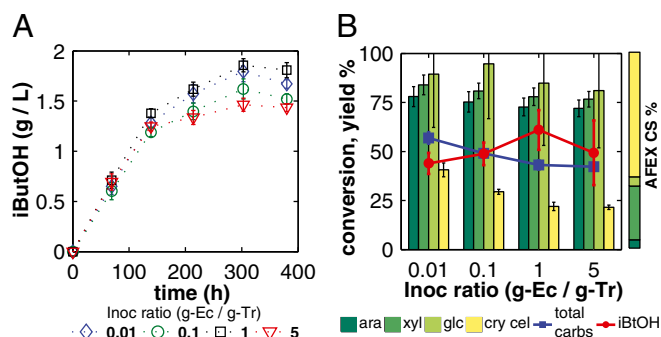 A
iButOH (g / L)
2
1.5
1
0.5
0
0 100 200 300 400
time (h)
Inoc ratio (g-Ec / g-Tr)
0.01 0.1 1 5
B
conversion, yield %
100
75
50
25
0
0.01 0.1 1 5
Inoc ratio (g-Ec / g-Tr)
AFEX CS %
ara xyl glc cry cel total carbs iBtOH